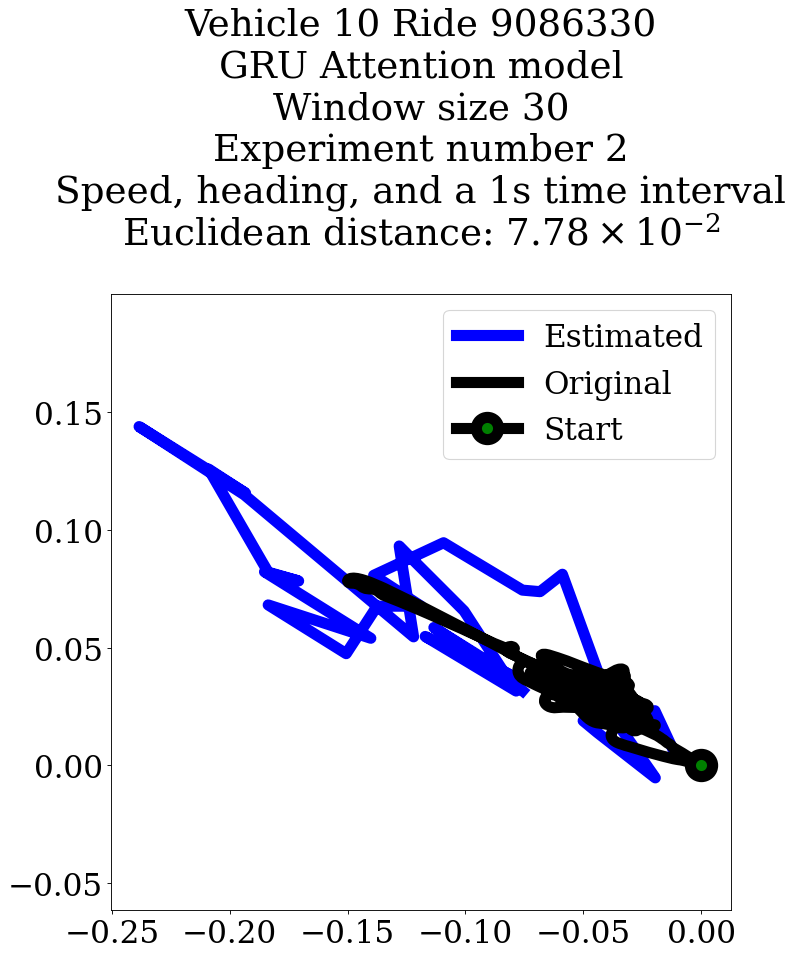 Vehicle 10 Ride 9086330
GRU Attention model
Window size 30
Experiment number 2
Speed, heading, and a 1s time interval
Euclidean distance: 7.78 × 10⁻²
Estimated
Original
Start
0.15
0.10
0.05
0.00
−0.05
−0.25 −0.20 −0.15 −0.10 −0.05 0.00